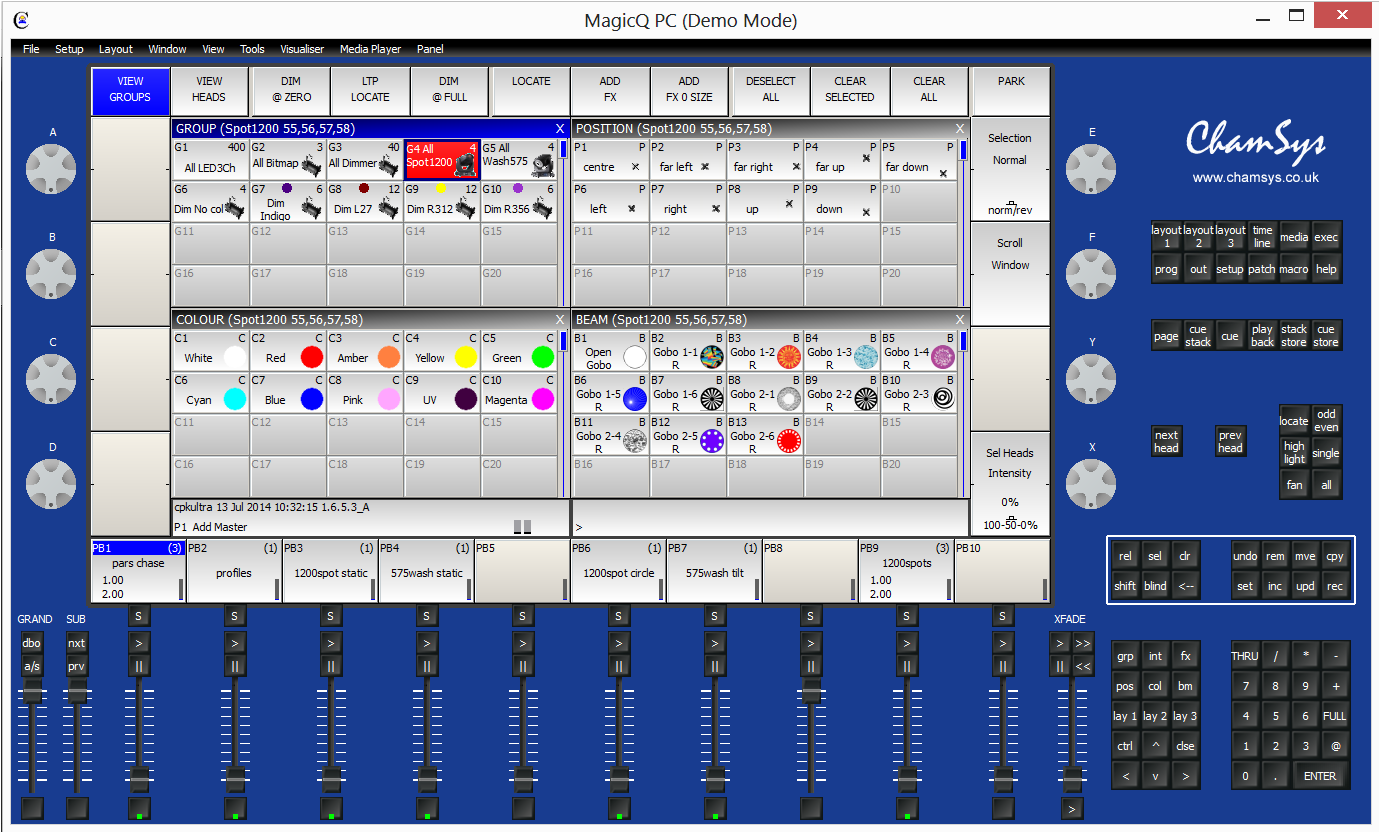 MagicQ PC (Demo Mode)
File Setup Layout Window View Tools Visualiser Media Player Panel
VIEW GROUPS
VIEW HEADS
DIM @ ZERO
LTP LOCATE
DIM @ FULL
LOCATE
ADD FX
ADD FX 0 SIZE
DESELECT ALL
CLEAR SELECTED
CLEAR ALL
PARK
A
B
C
D
GROUP (Spot1200 55,56,57,58) X
G1 400 All LED3Ch
G2 3 All Bitmap
G3 40 All Dimmer
G4 All 4 Spot1200
G5 All 4 Wash575
G6 4 Dim No col
G7 6 Dim Indigo
G8 12 Dim L27
G9 12 Dim R312
G10 6 Dim R356
G11 G12 G13 G14 G15
G16 G17 G18 G19 G20
POSITION (Spot1200 55,56,57,58) X
P1 P centre
P2 P far left
P3 P far right
P4 P far up
P5 P far down
P6 P left
P7 P right
P8 P up
P9 P down
P10
P11 P12 P13 P14 P15
P16 P17 P18 P19 P20
COLOUR (Spot1200 55,56,57,58) X
C1 C White
C2 C Red
C3 C Amber
C4 C Yellow
C5 C Green
C6 C Cyan
C7 C Blue
C8 C Pink
C9 C UV
C10 C Magenta
C11 C12 C13 C14 C15
C16 C17 C18 C19 C20
BEAM (Spot1200 55,56,57,58) X
B1 B Open Gobo
B2 B Gobo 1-1 R
B3 B Gobo 1-2 R
B4 B Gobo 1-3 R
B5 B Gobo 1-4 R
B6 B Gobo 1-5 R
B7 B Gobo 1-6 R
B8 B Gobo 2-1 R
B9 B Gobo 2-2 R
B10 B Gobo 2-3 R
B11 B Gobo 2-4 R
B12 B Gobo 2-5 R
B13 B Gobo 2-6 R
B14 B15
B16 B17 B18 B19 B20
Selection
Normal
norm/rev
Scroll
Window
Sel Heads
Intensity
0%
100-50-0%
cpkultra 13 Jul 2014 10:32:15 1.6.5.3_A
P1 Add Master
>
PB1 (3)
pars chase
1.00
2.00
PB2 (1)
profiles
PB3 (1)
1200spot static
PB4 (1)
575wash static
PB5
PB6 (1)
1200spot circle
PB7 (1)
575wash tilt
PB8
PB9 (3)
1200spots
1.00
2.00
PB10
GRAND SUB
dbo nxt
a/s prv
S S S S S S S S S S
> > > > > > > > > >
XFADE
> >>
<<
>
E
F
Y
X
ChamSys
www.chamsys.co.uk
layout 1
layout 2
layout 3
time line
media
exec
prog out setup patch macro help
page
cue stack
cue
play back
stack store
cue store
next head
prev head
locate
odd even
high light
single
fan all
rel sel clr
shift blind <--
undo rem mve cpy
set inc upd rec
grp int fx
pos col bm
lay 1 lay 2 lay 3
ctrl ^ clse
< v >
THRU / * -
7 8 9 +
4 5 6 FULL
1 2 3 @
0 . ENTER